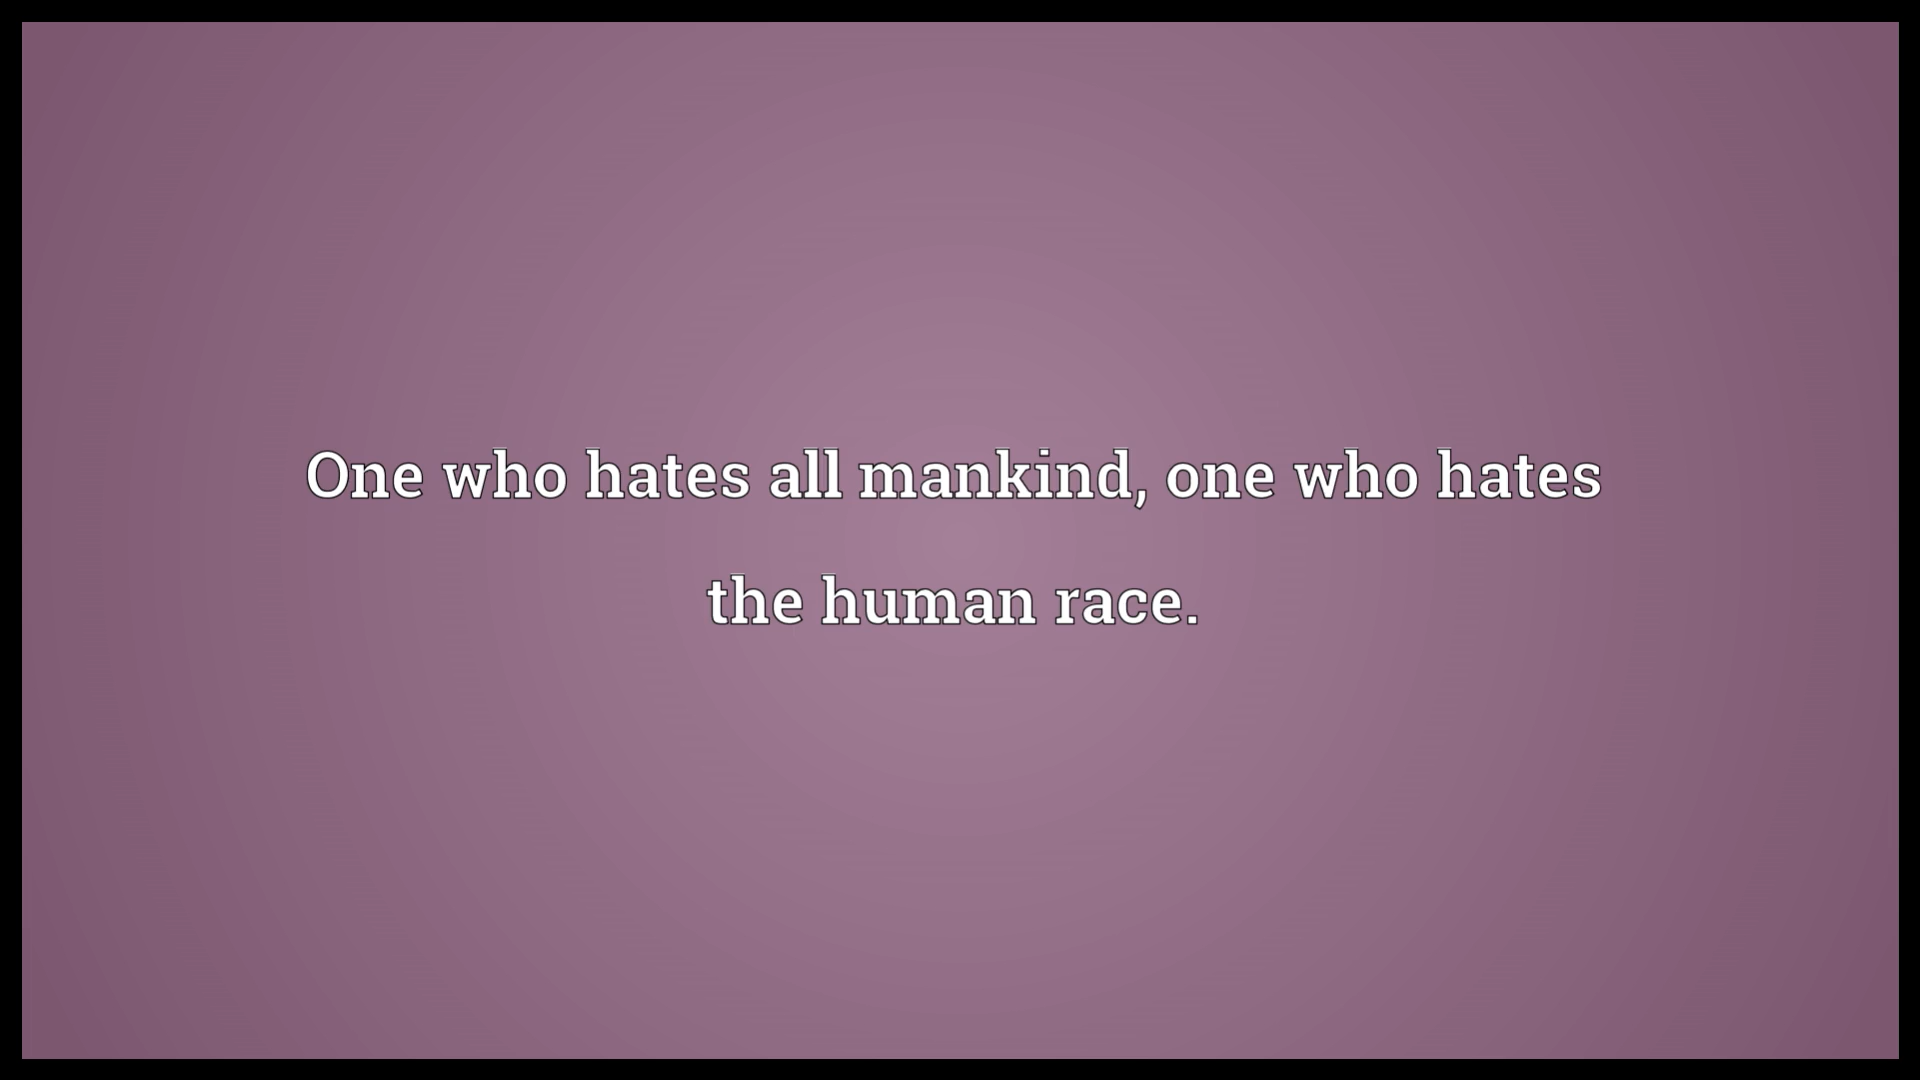 One who hates all mankind, one who hates
the human race.